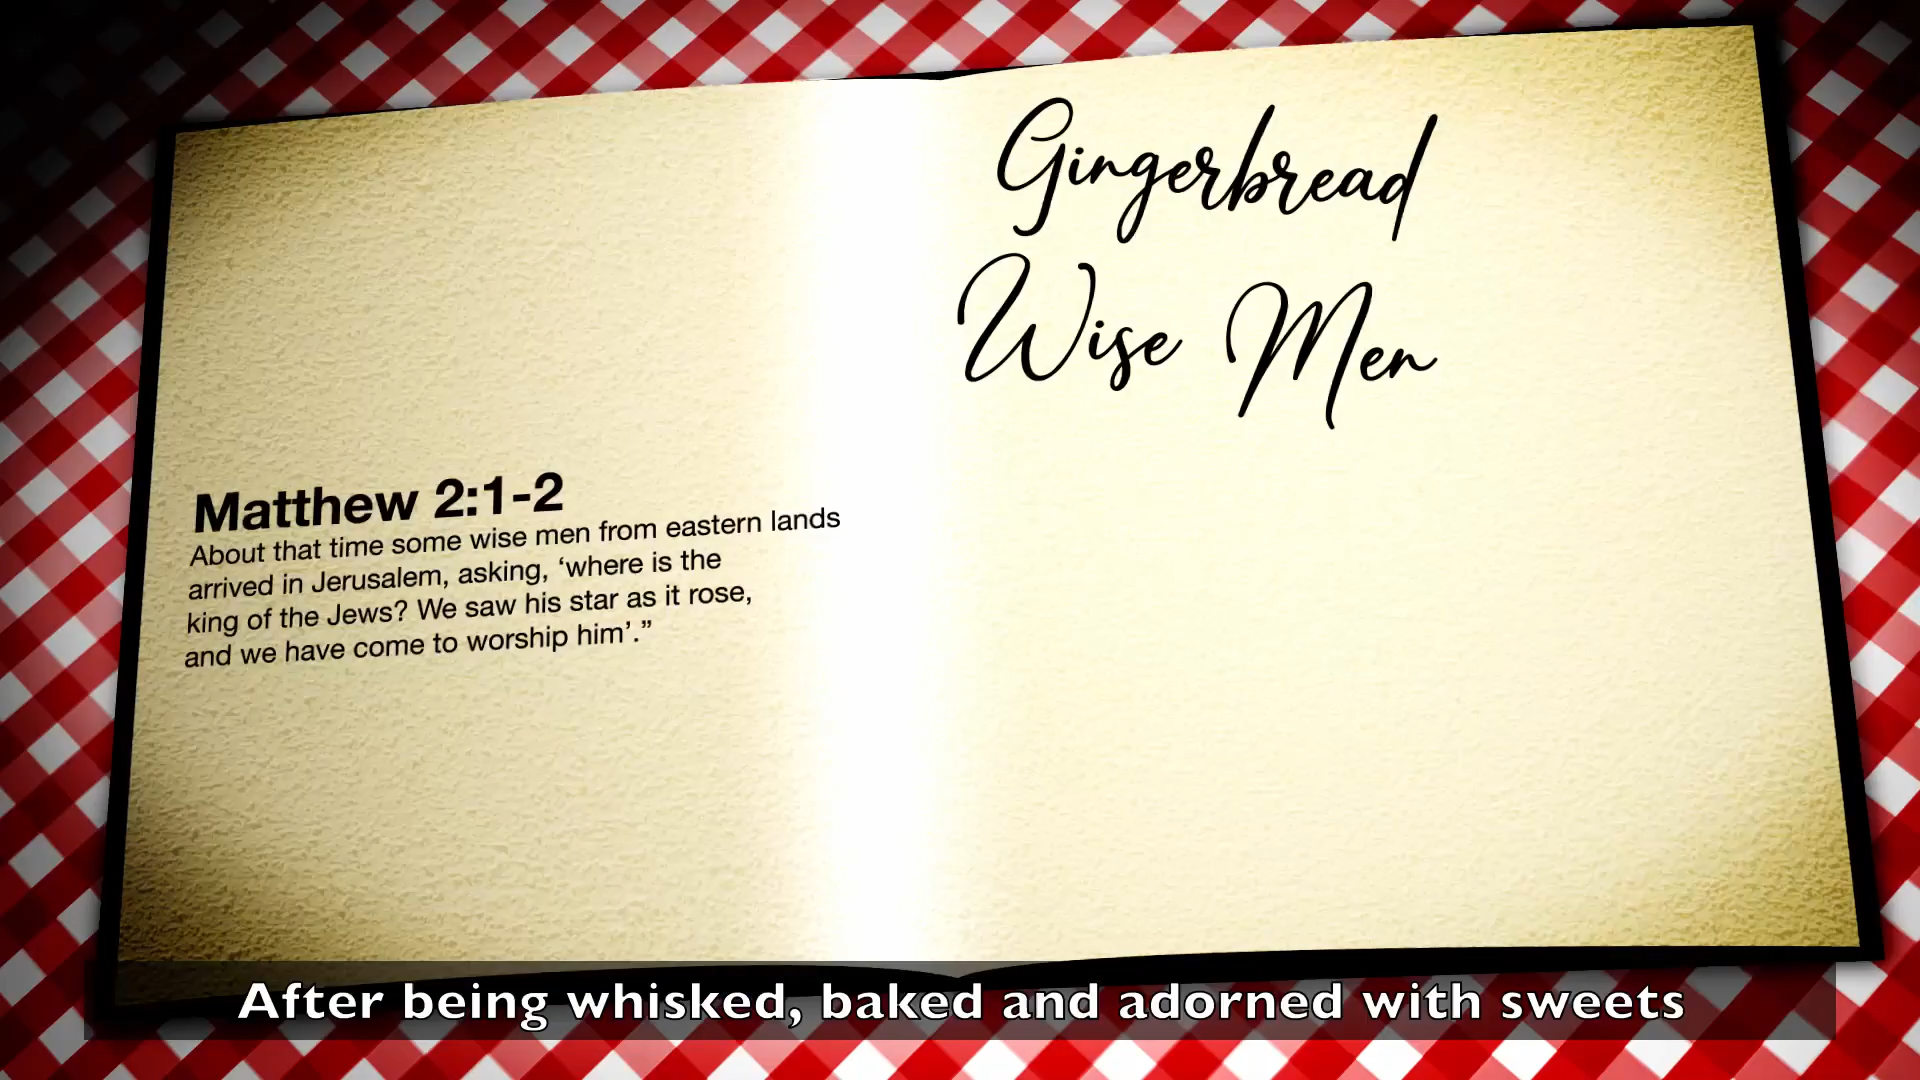 Gingerbread
Wise Men
Matthew 2:1-2
About that time some wise men from eastern lands
arrived in Jerusalem, asking, ‘where is the
king of the Jews? We saw his star as it rose,
and we have come to worship him’.”
After being whisked, baked and adorned with sweets